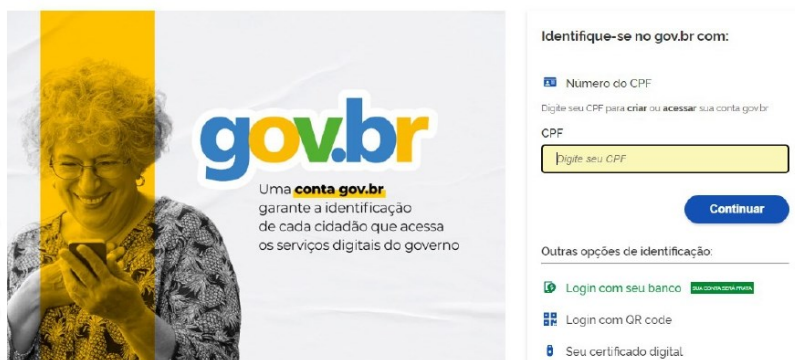 gov.br
Uma conta gov.br
garante a identificação
de cada cidadão que acessa
os serviços digitais do governo
Identifique-se no gov.br com:
Número do CPF
Digite seu CPF para criar ou acessar sua conta gov.br
CPF
Digite seu CPF
Continuar
Outras opções de identificação:
Login com seu banco SUA CONTA SERÁ PRATA
Login com QR code
Seu certificado digital